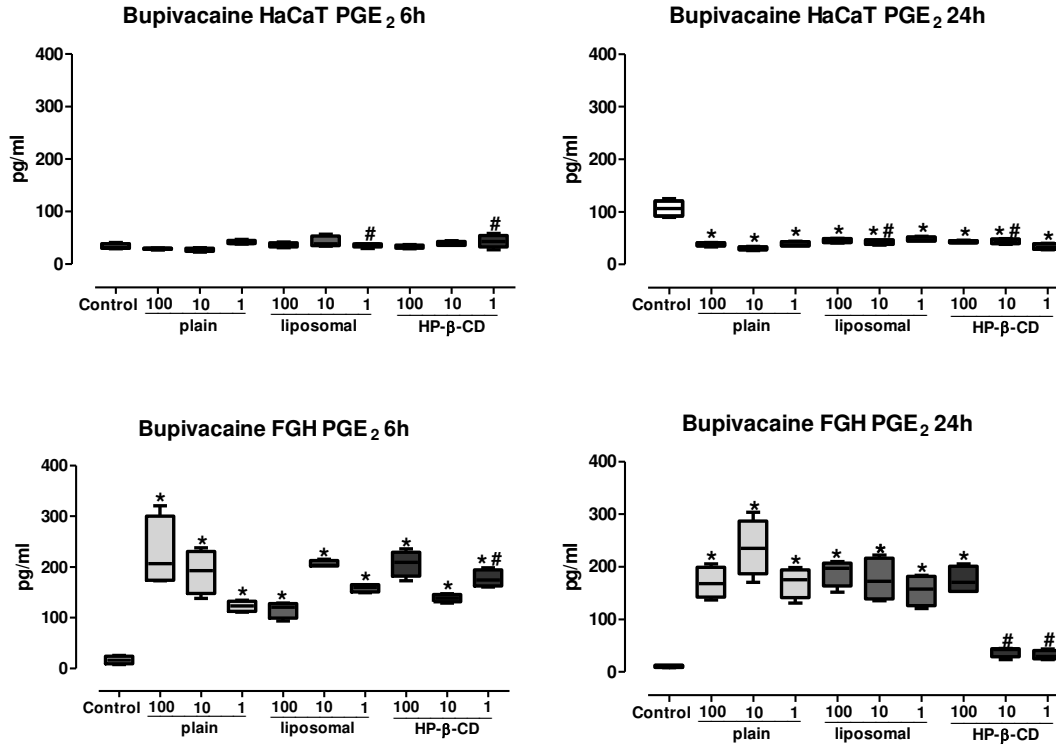 Bupivacaine HaCaT PGE₂ 6h
400
300
200
100
0
pg/ml
#
#
Control 100 10 1 100 10 1 100 10 1
plain liposomal HP-β-CD
Bupivacaine HaCaT PGE₂ 24h
400
300
200
100
0
pg/ml
* * * * *# * * *# *
Control 100 10 1 100 10 1 100 10 1
plain liposomal HP-β-CD
Bupivacaine FGH PGE₂ 6h
400
300
200
100
0
pg/ml
* * * * * * * * *#
Control 100 10 1 100 10 1 100 10 1
plain liposomal HP-β-CD
Bupivacaine FGH PGE₂ 24h
400
300
200
100
0
pg/ml
* * * * * * * # #
Control 100 10 1 100 10 1 100 10 1
plain liposomal HP-β-CD